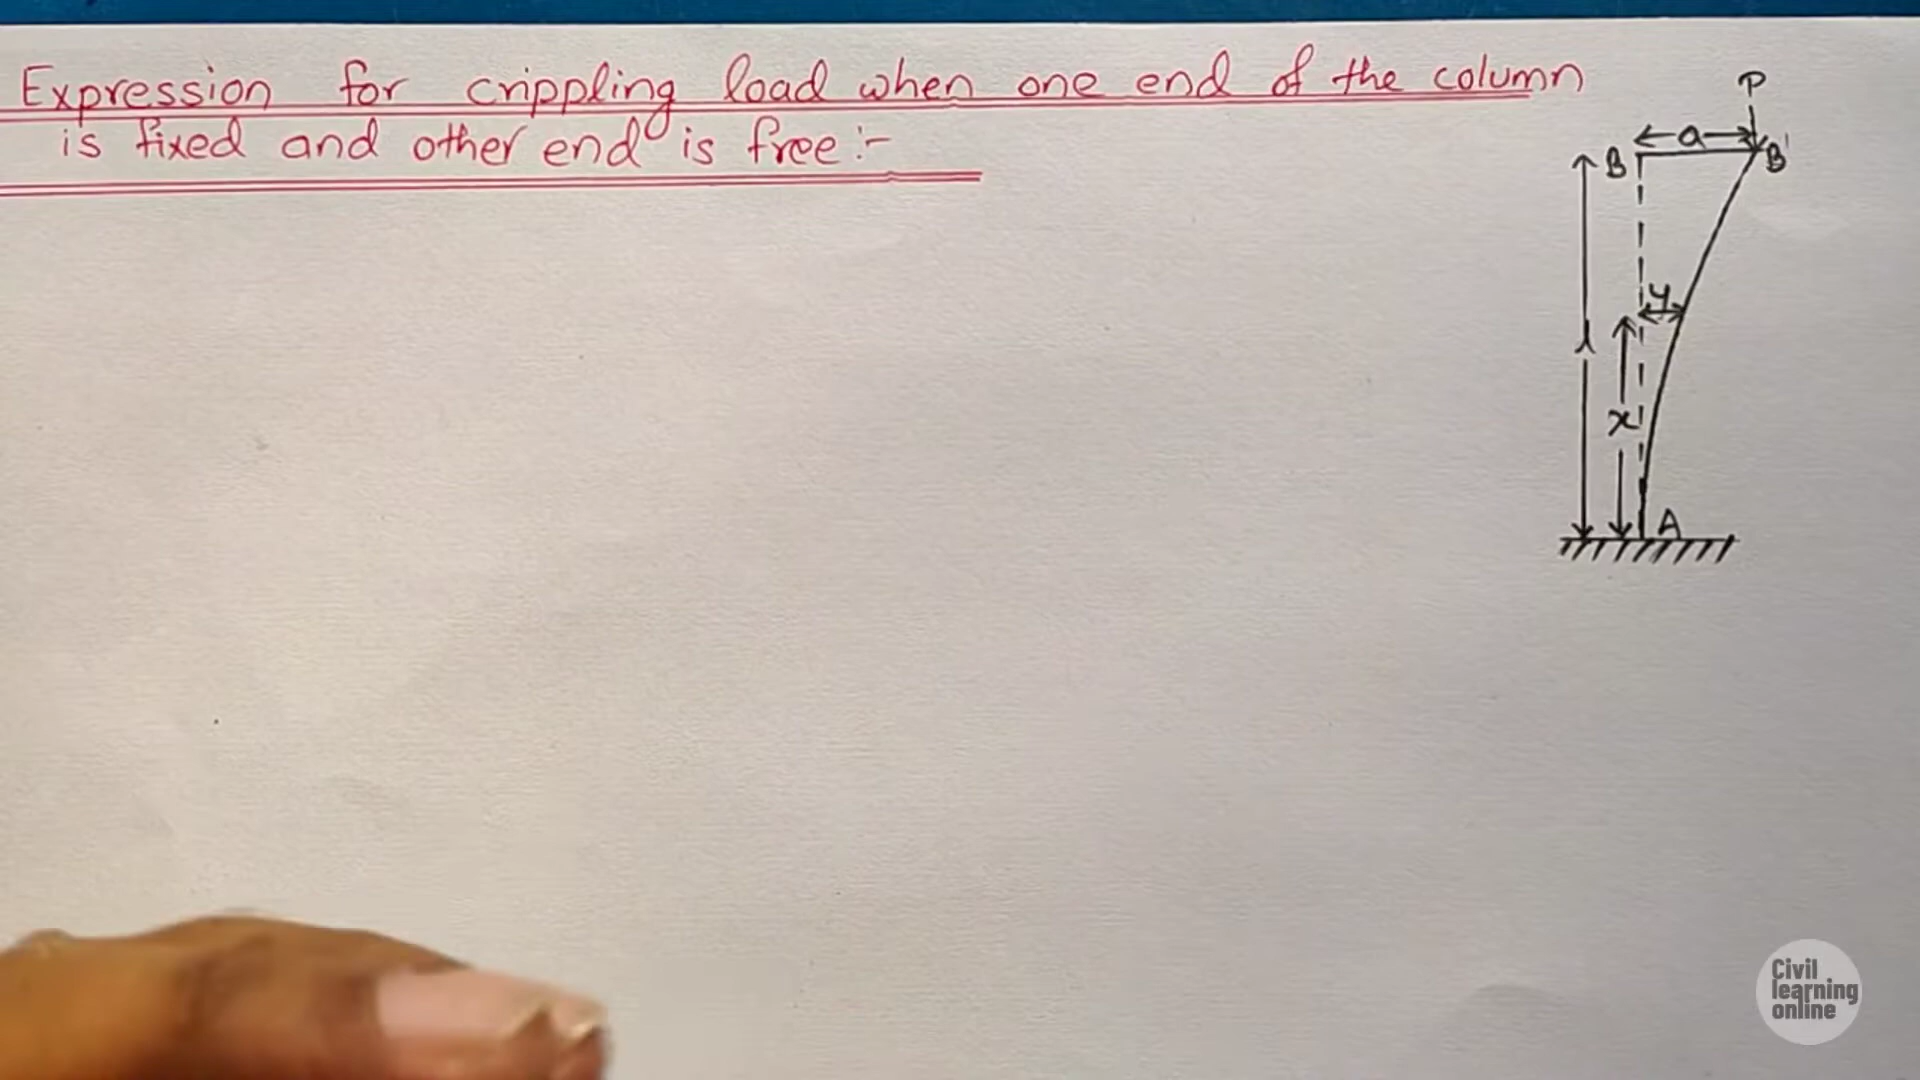 Expression for crippling load when one end of the column
is fixed and other end is free :-
P
a
B
B'
y
l
x
A
Civil
learning
online